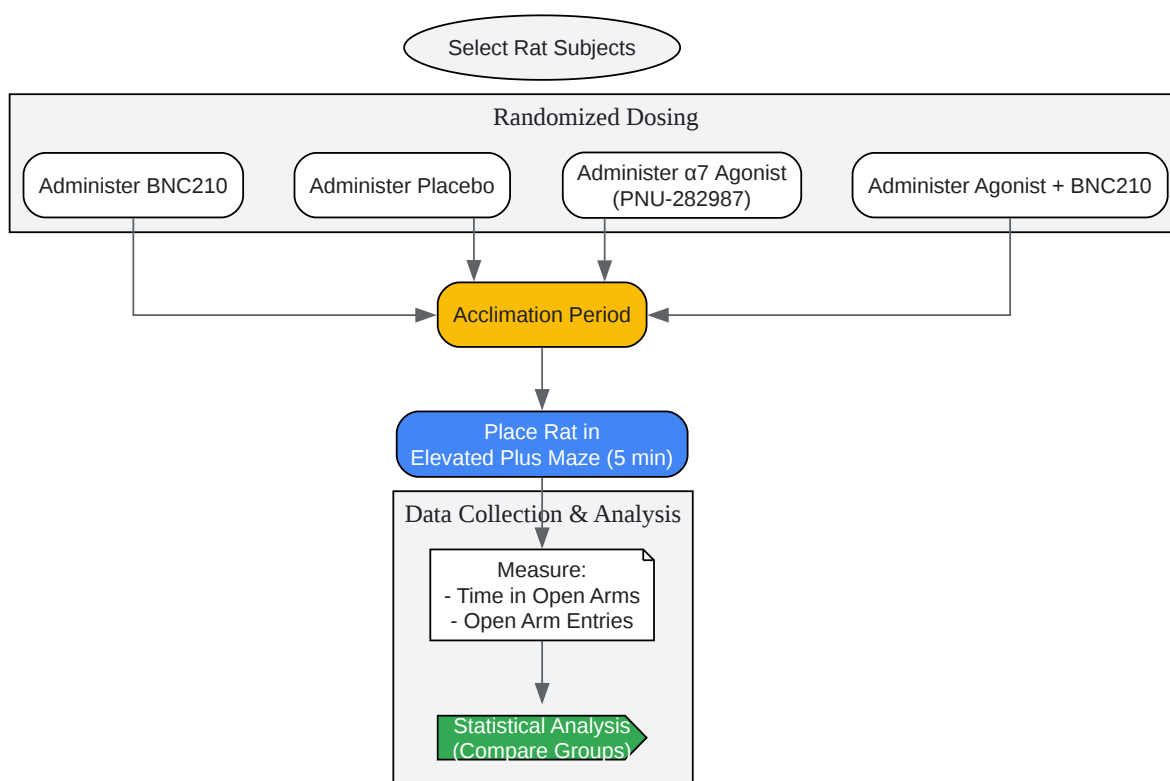 Select Rat Subjects
Randomized Dosing
Administer BNC210
Administer Placebo
Administer α7 Agonist
(PNU-282987)
Administer Agonist + BNC210
Acclimation Period
Place Rat in
Elevated Plus Maze (5 min)
Data Collection & Analysis
Measure:
- Time in Open Arms
- Open Arm Entries
Statistical Analysis
(Compare Groups)